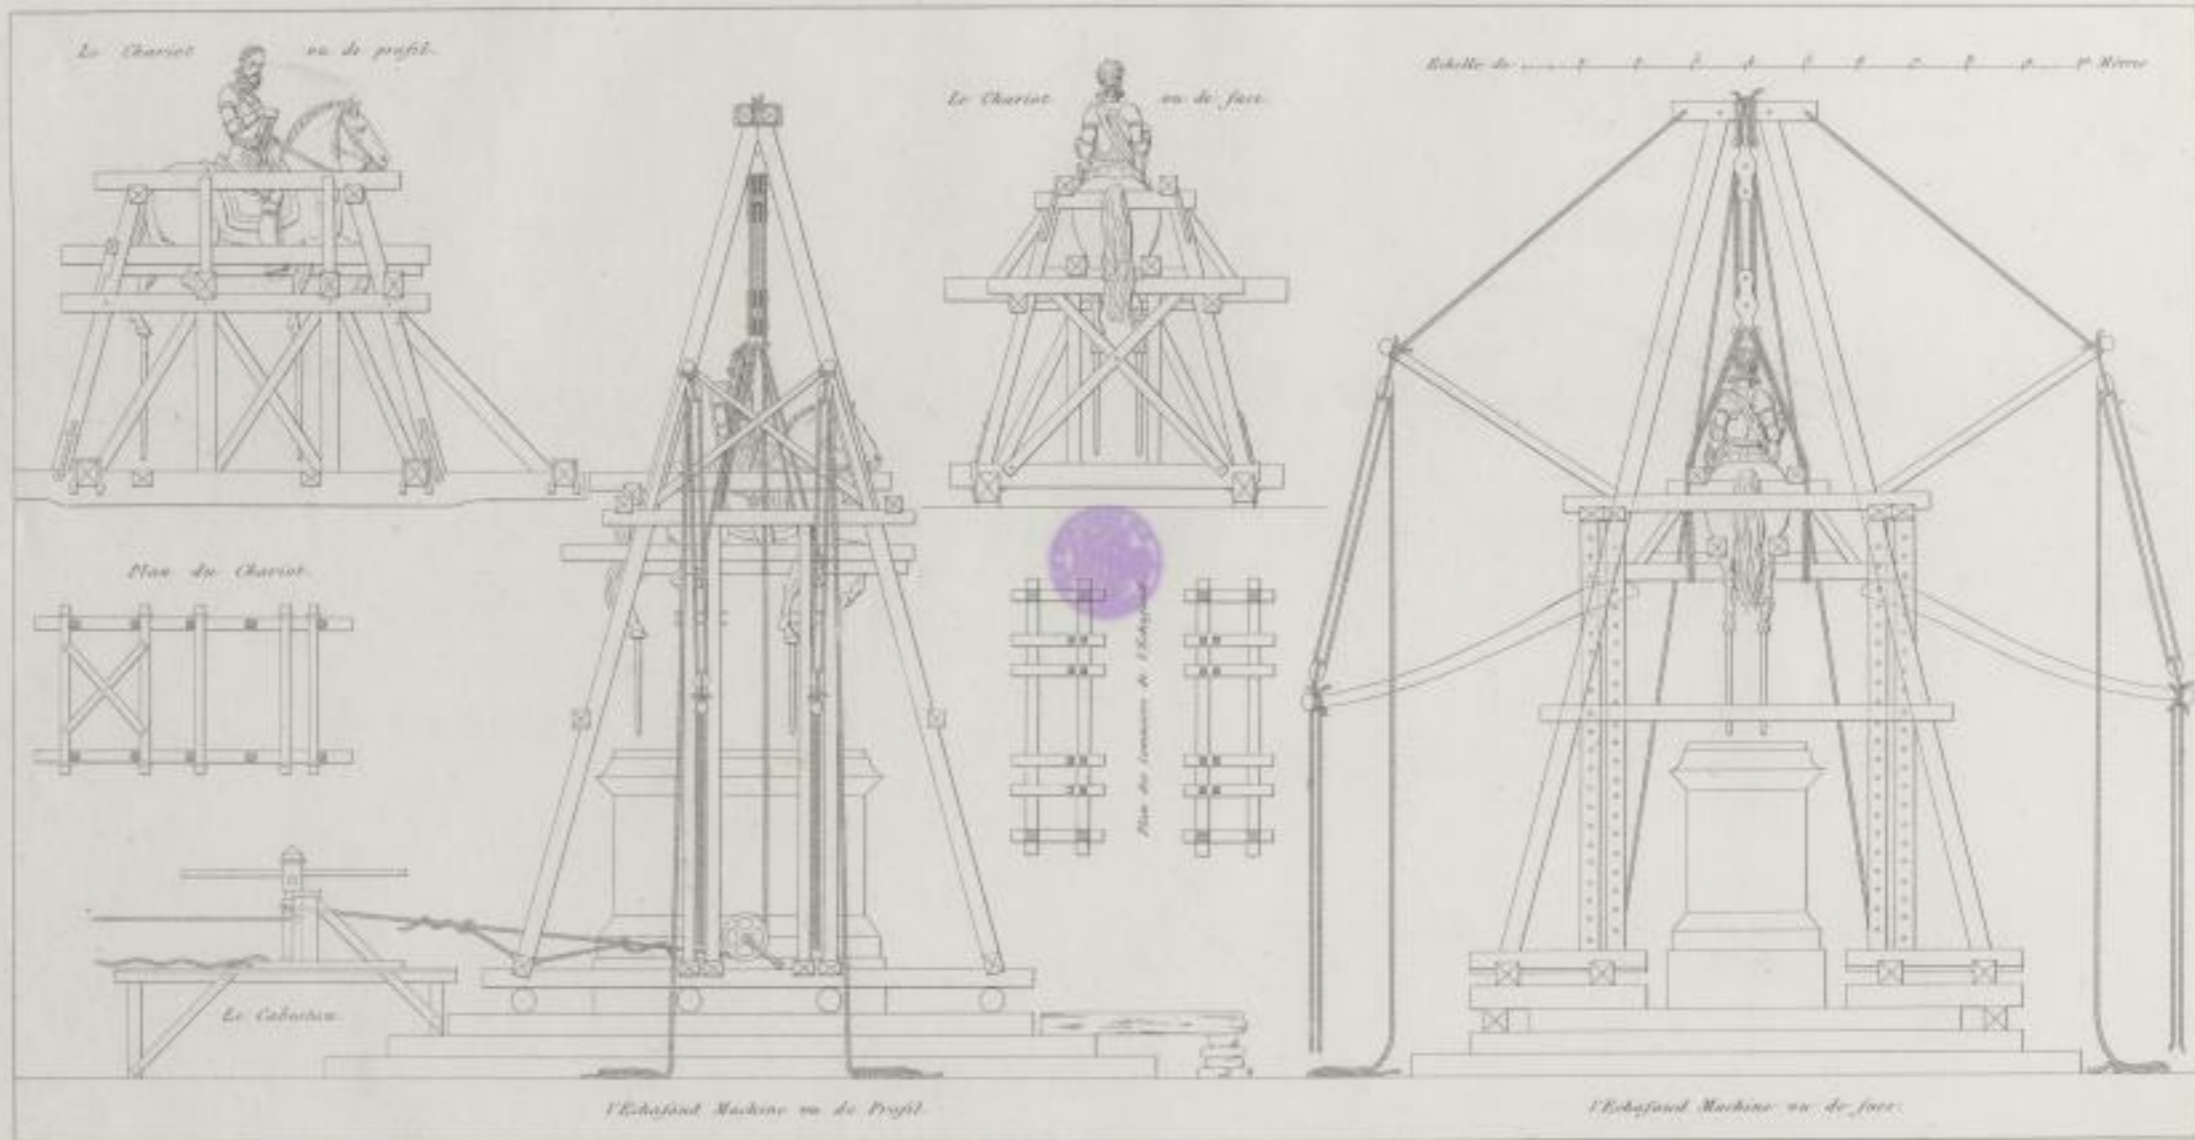 Le Chariot vu de profil.
Le Chariot vu de face.
Echelle de
Plan du Chariot.
Plan des de l'Echafaud
Le Cabestan.
l'Echafaud Machine vu de Profil.
l'Echafaud Machine vu de face.